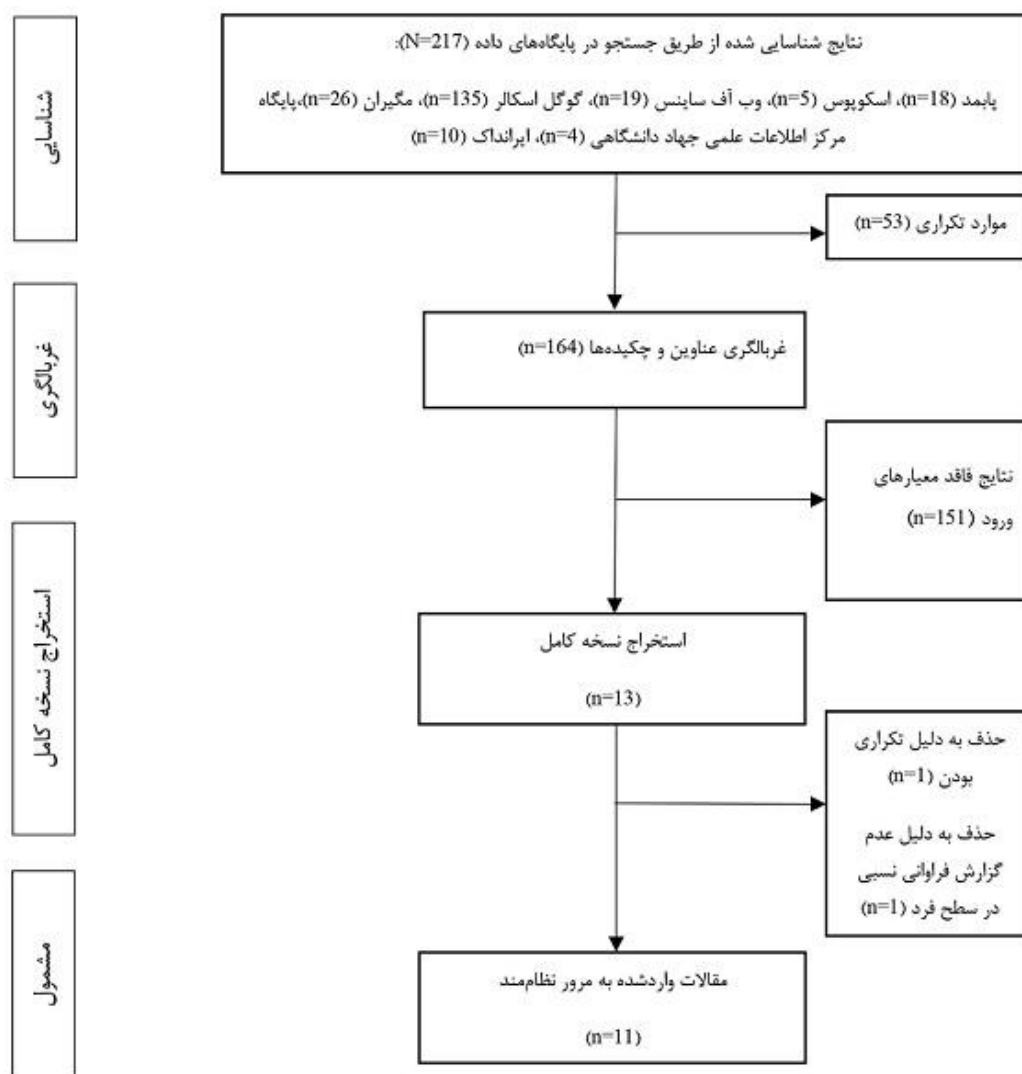 شناسایی
نتایج شناسایی شده از طریق جستجو در پایگاه‌های داده (N=217):
پابمد (n=18)، اسکوپوس (n=5)، وب آف ساینس (n=19)، گوگل اسکالر (n=135)، مگیران (n=26)،پایگاه
مرکز اطلاعات علمی جهاد دانشگاهی (n=4)، ایرانداک (n=10)
موارد تکراری (n=53)
غربالگری
غربالگری عناوین و چکیده‌ها (n=164)
نتایج فاقد معیارهای
ورود (n=151)
استخراج نسخه کامل
استخراج نسخه کامل
(n=13)
حذف به دلیل تکراری
بودن (n=1)
حذف به دلیل عدم
گزارش فراوانی نسبی
در سطح فرد (n=1)
مشمول
مقالات واردشده به مرور نظام‌مند
(n=11)